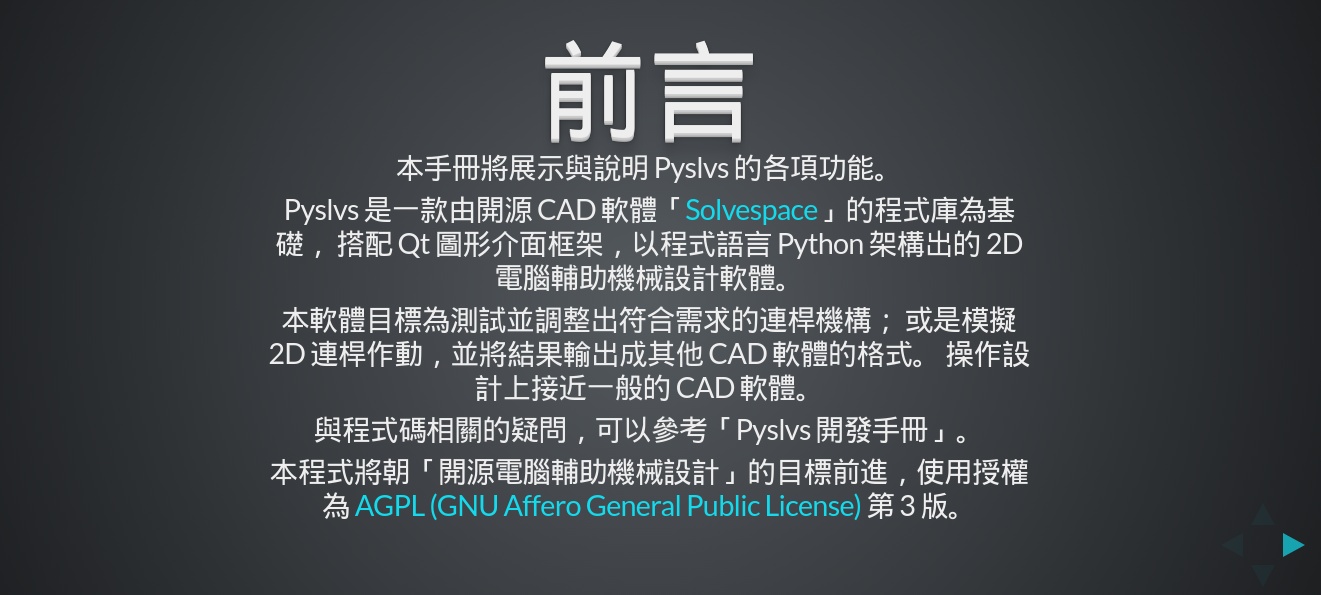 前言
本手冊將展示與說明 Pyslvs 的各項功能。
Pyslvs 是一款由開源 CAD 軟體「Solvespace」的程式庫為基
礎， 搭配 Qt 圖形介面框架，以程式語言 Python 架構出的 2D
電腦輔助機械設計軟體。
本軟體目標為測試並調整出符合需求的連桿機構； 或是模擬
2D 連桿作動，並將結果輸出成其他 CAD 軟體的格式。 操作設
計上接近一般的 CAD 軟體。
與程式碼相關的疑問，可以參考「Pyslvs 開發手冊」。
本程式將朝「開源電腦輔助機械設計」的目標前進，使用授權
為 AGPL (GNU Affero General Public License) 第 3 版。